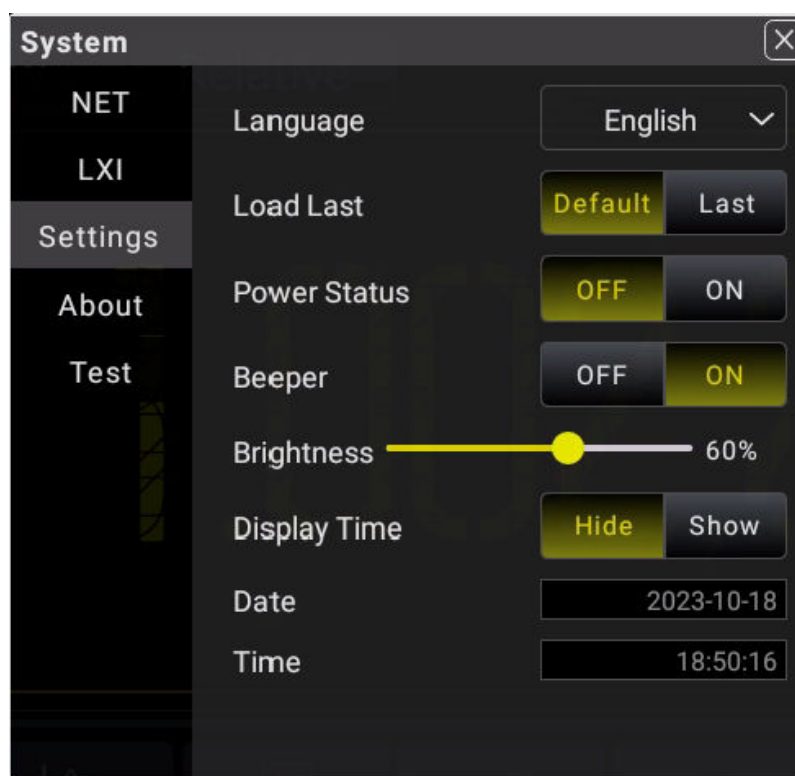 System
NET
LXI
Settings
About
Test
Language English
Load Last Default Last
Power Status OFF ON
Beeper OFF ON
Brightness 60%
Display Time Hide Show
Date 2023-10-18
Time 18:50:16